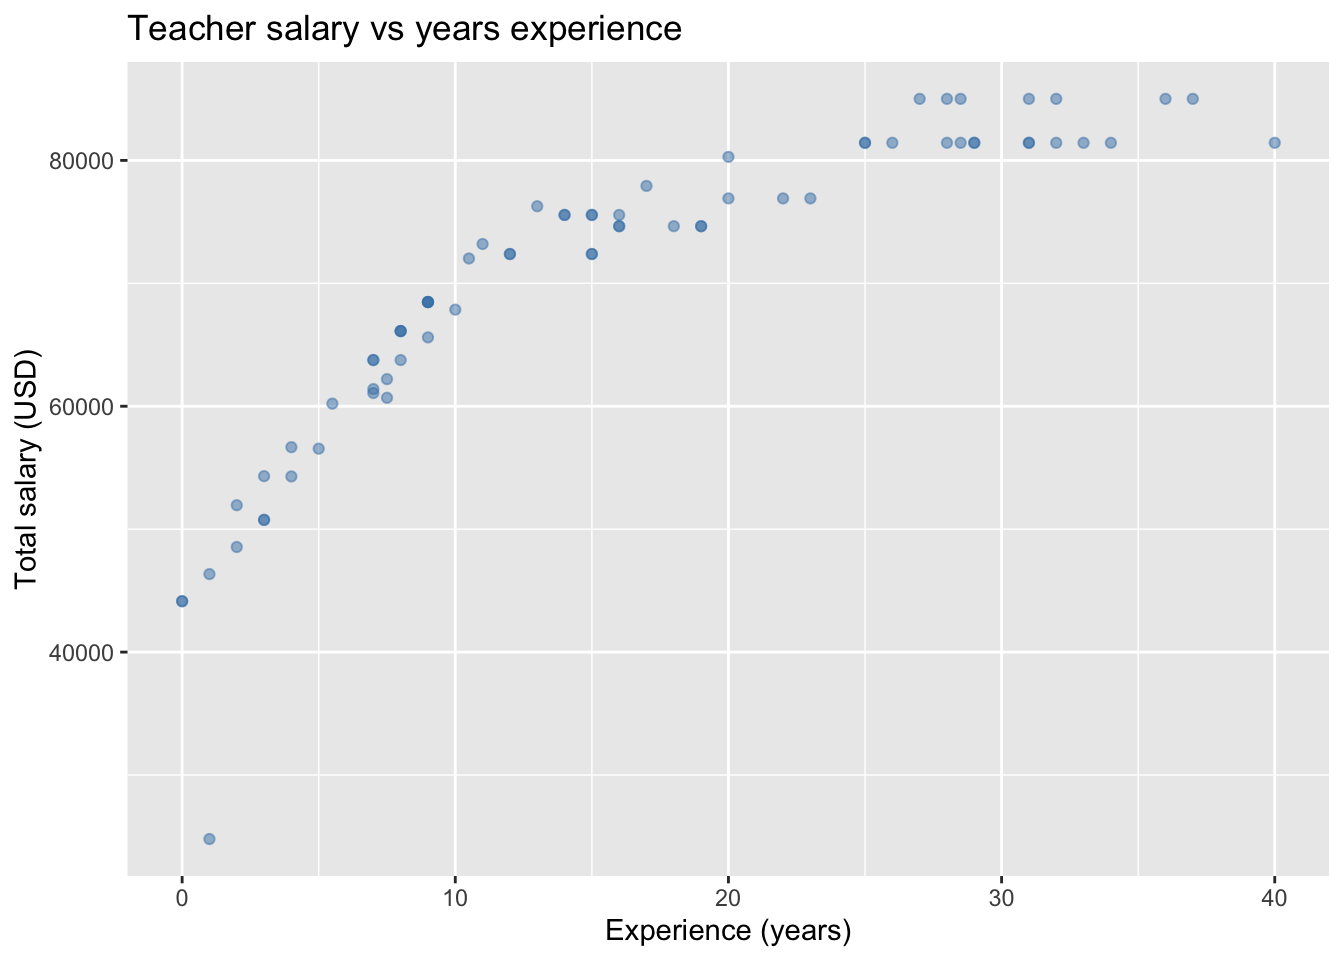 Teacher salary vs years experience
80000
60000
40000
Total salary (USD)
0 10 20 30 40
Experience (years)